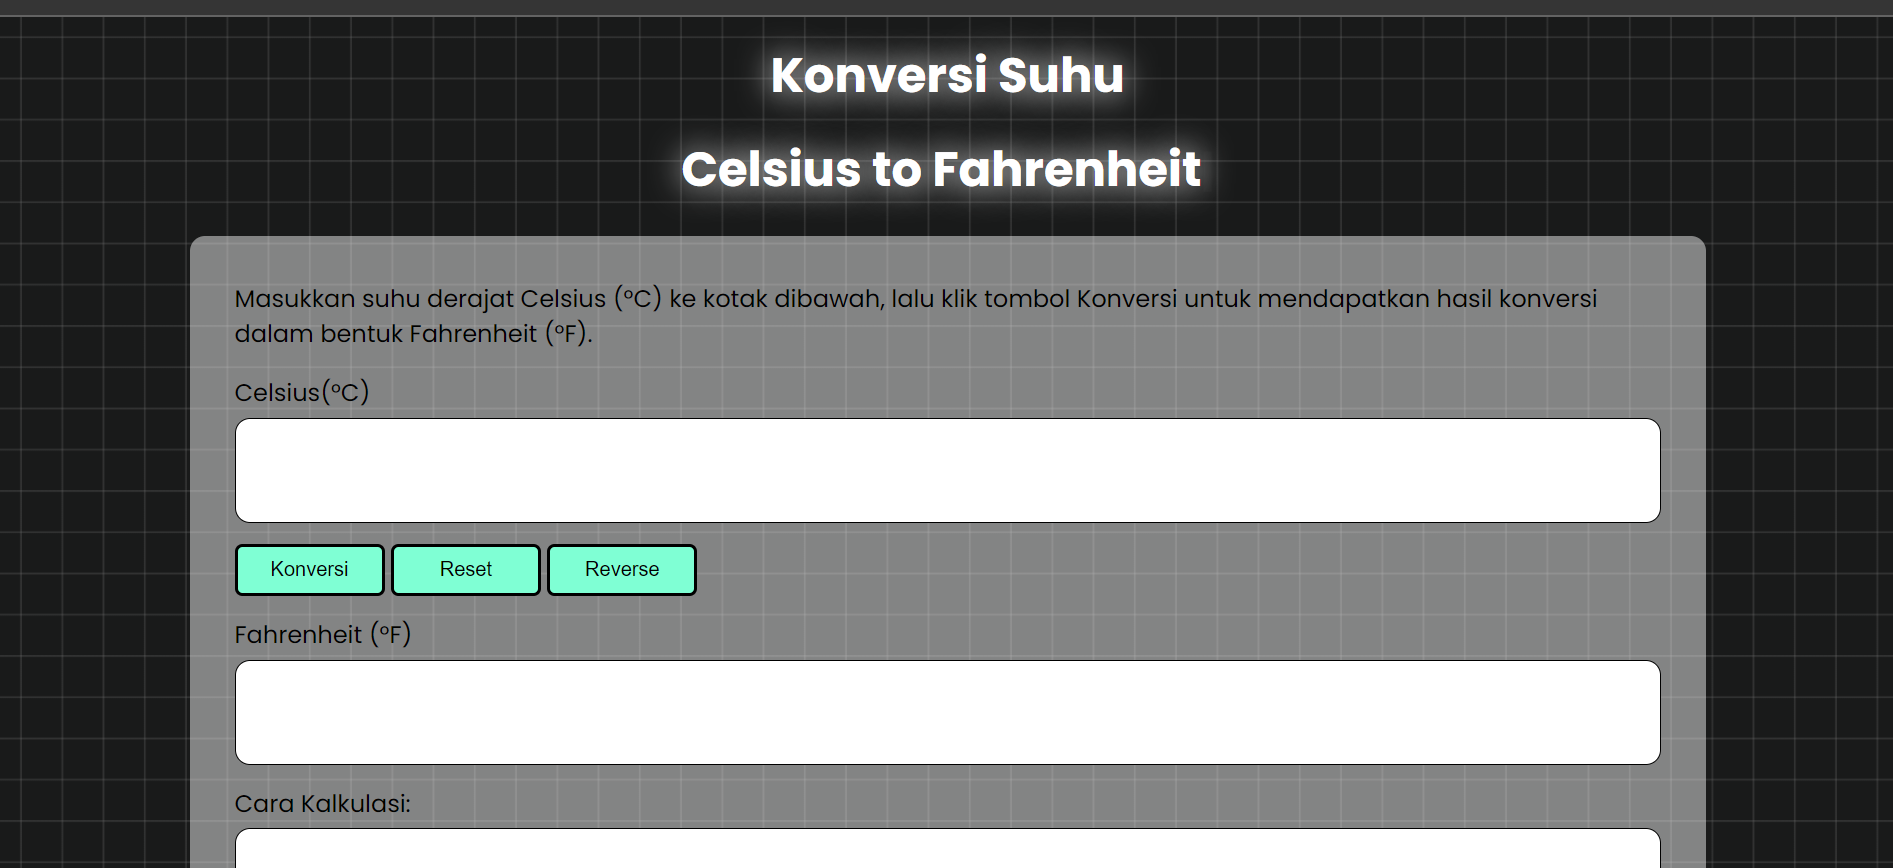 Konversi Suhu
Celsius to Fahrenheit
Masukkan suhu derajat Celsius (°C) ke kotak dibawah, lalu klik tombol Konversi untuk mendapatkan hasil konversi
dalam bentuk Fahrenheit (°F).
Celsius(°C)
Konversi Reset Reverse
Fahrenheit (°F)
Cara Kalkulasi: